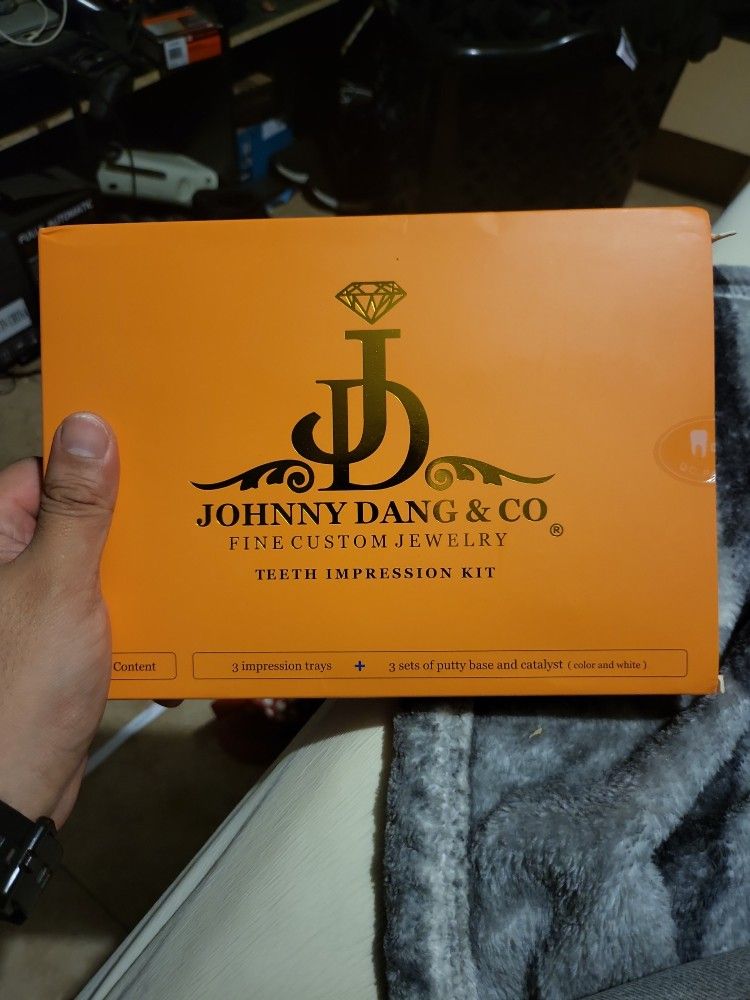 JD
JOHNNY DANG & CO®
FINE CUSTOM JEWELRY
TEETH IMPRESSION KIT
Content
3 impression trays + 3 sets of putty base and catalyst ( color and white )
AUTOMATIC